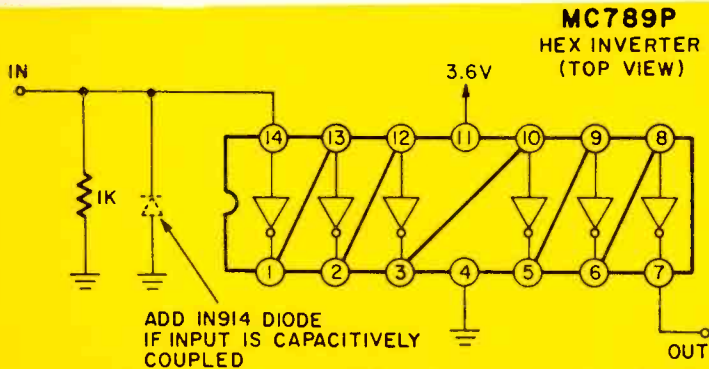 MC789P
HEX INVERTER
(TOP VIEW)
IN
3.6V
14 13 12 11 10 9 8
1K
1 2 3 4 5 6 7
ADD IN914 DIODE
IF INPUT IS CAPACITIVELY
COUPLED
OUT